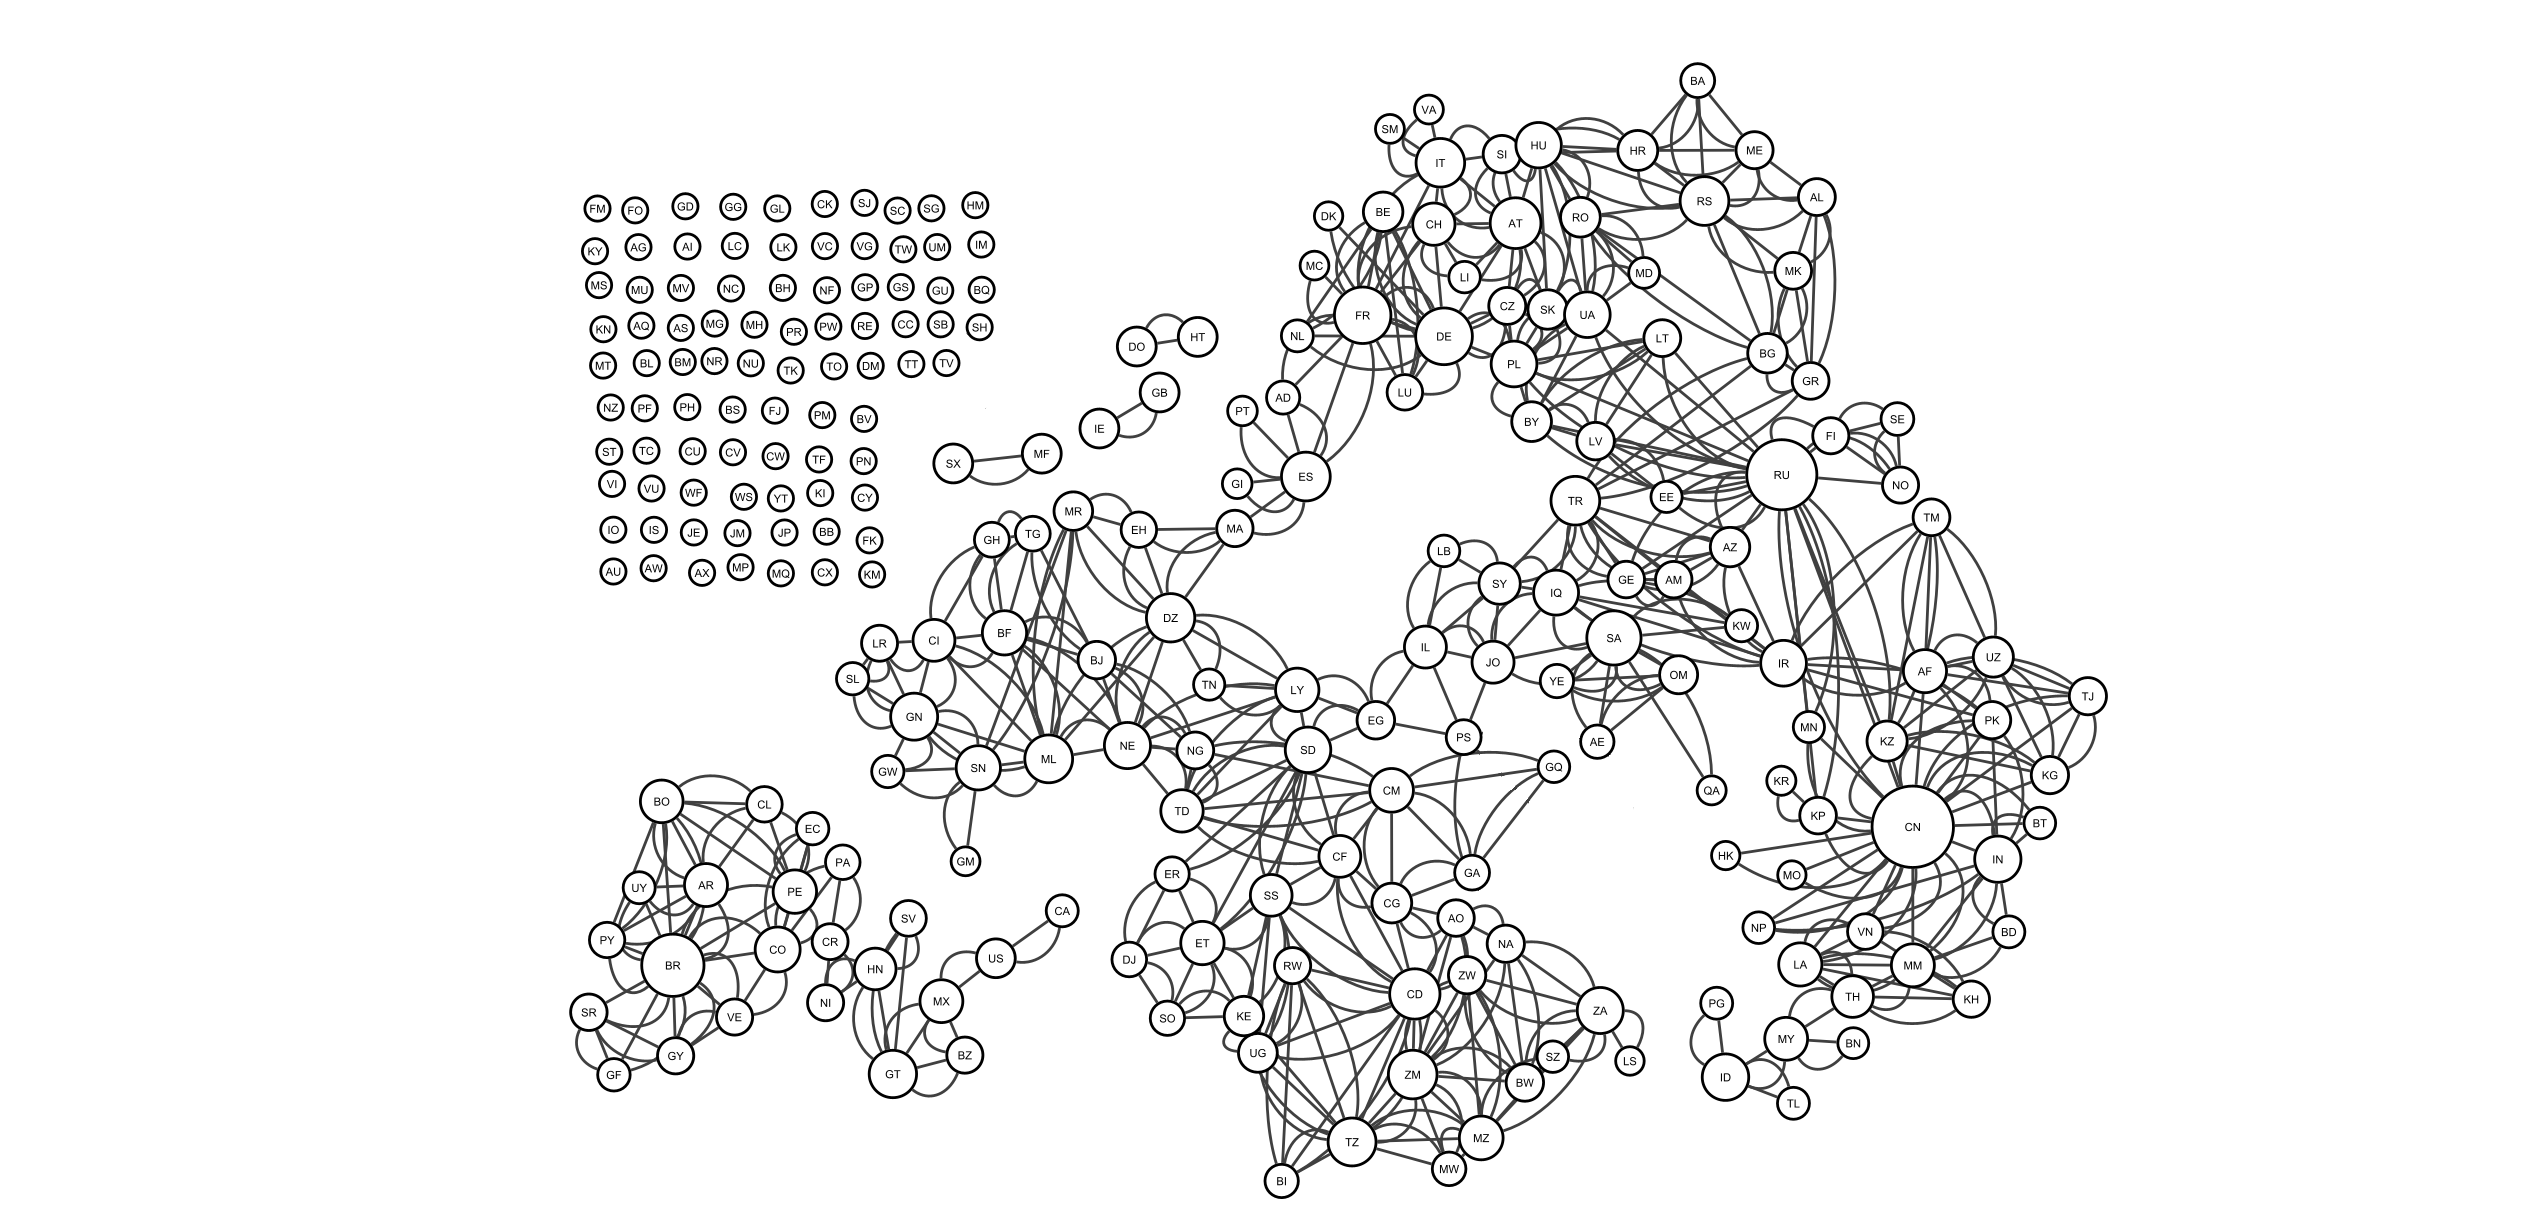 FM FO GD GG GL CK SJ SC SG HM
KY AG AI LC LK VC VG TW UM IM
MS MU MV NC BH NF GP GS GU BQ
KN AQ AS MG MH PR PW RE CC SB SH
MT BL BM NR NU TK TO DM TT TV
NZ PF PH BS FJ PM BV
ST TC CU CV CW TF PN
VI VU WF WS YT KI CY
IO IS JE JM JP BB FK
AU AW AX MP MQ CX KM
DO HT
GB
IE
SX MF
BA
VA
SM IT SI HU HR ME
BE CH AT RO RS AL
DK
MC LI MD MK
FR CZ SK UA
NL DE LT
PL BG
GR
AD LU
PT BY LV FI SE
GI ES RU NO
TR EE
MR EH MA TM
GH TG
LB AZ
SY IQ GE AM
DZ
LR CI BF SA KW
BJ IL JO IR AF UZ
SL TN LY YE OM TJ
GN EG PS MN PK
NE NG SD AE KZ
GW SN ML CM GQ KG
TD QA KR KP CN BT
GM CF GA HK MO IN
ER SS CG AO NP VN BD
ET NA
DJ RW CD ZW LA MM
SO KE ZA TH KH
UG ZM BW SZ LS PG MY BN
TZ MZ ID TL
BI MW
BO CL
EC
PA
UY AR PE
PY CO CR
BR
SR VE NI
GF GY
SV CA
HN US
MX
GT BZ